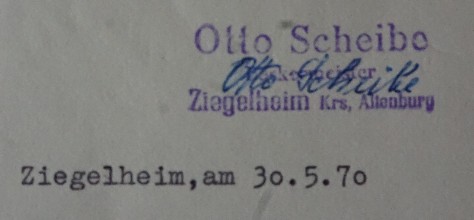 Otto Scheibe
Otto Scheibe
Ziegelheim Krs, Altenburg
Ziegelheim,am 30.5.70